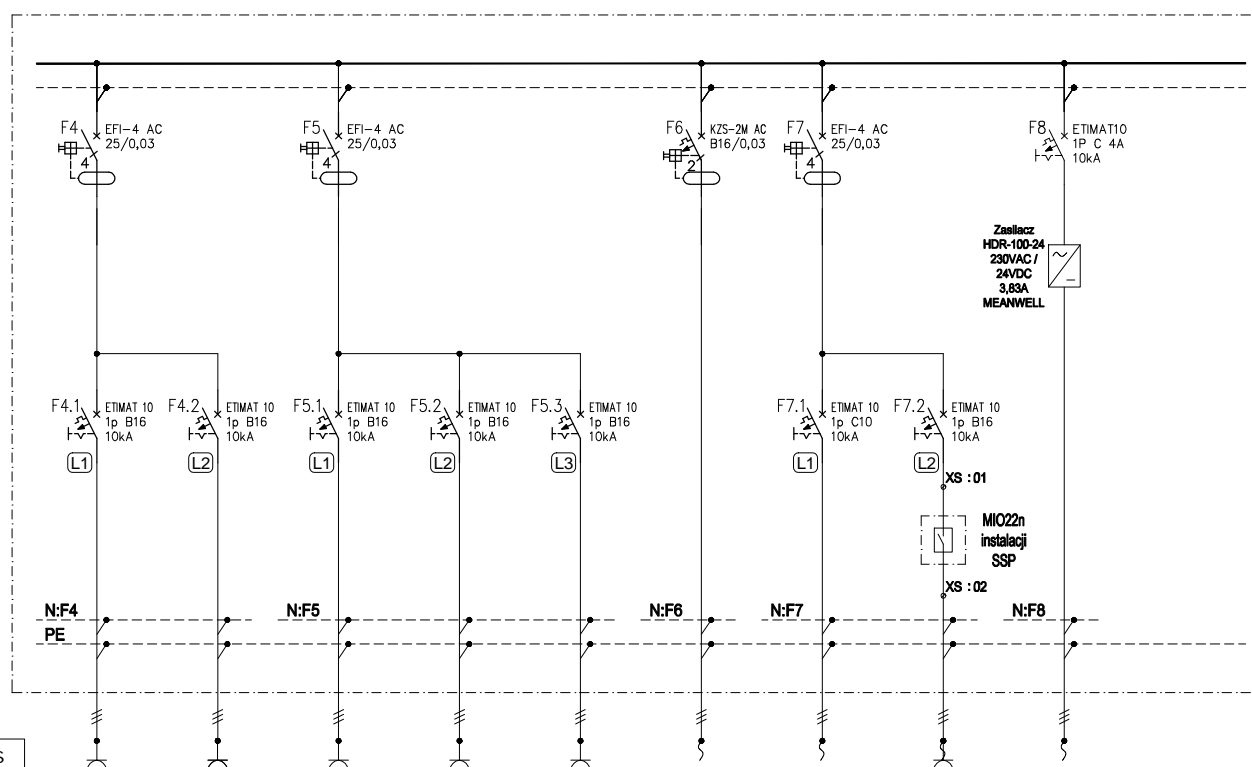 F4
EFI-4 AC
25/0,03
4
F5
EFI-4 AC
25/0,03
4
F6
KZS-2M AC
B16/0,03
2
F7
EFI-4 AC
25/0,03
4
F8
ETIMAT10
1P C 4A
10kA
Zasilacz
HDR-100-24
230VAC /
24VDC
3,83A
MEANWELL
F4.1
ETIMAT 10
1p B16
10kA
L1
F4.2
ETIMAT 10
1p B16
10kA
L2
F5.1
ETIMAT 10
1p B16
10kA
L1
F5.2
ETIMAT 10
1p B16
10kA
L2
F5.3
ETIMAT 10
1p B16
10kA
L3
F7.1
ETIMAT 10
1p C10
10kA
L1
F7.2
ETIMAT 10
1p B16
10kA
L2
XS : 01
MIO22n
instalacji
SSP
XS : 02
N:F4
N:F5
N:F6
N:F7
N:F8
PE
S